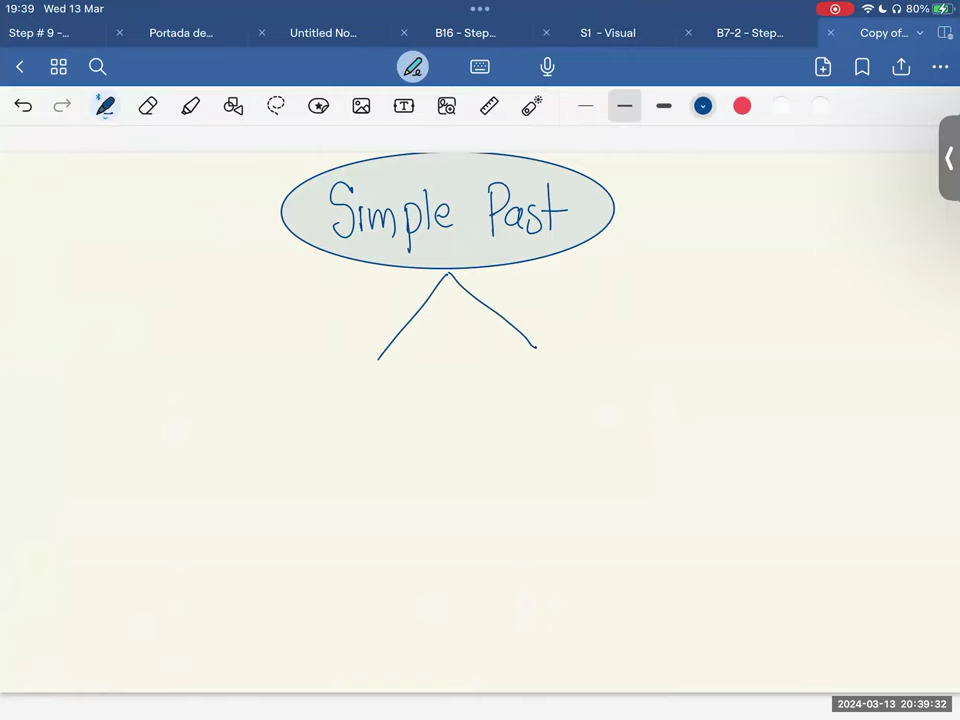 19:39 Wed 13 Mar
80%
Step # 9 –...
Portada de...
Untitled No...
B16 - Step...
S1 - Visual
B7-2 - Step...
Copy of...
T
Simple Past
2024-03-13 20:39:32